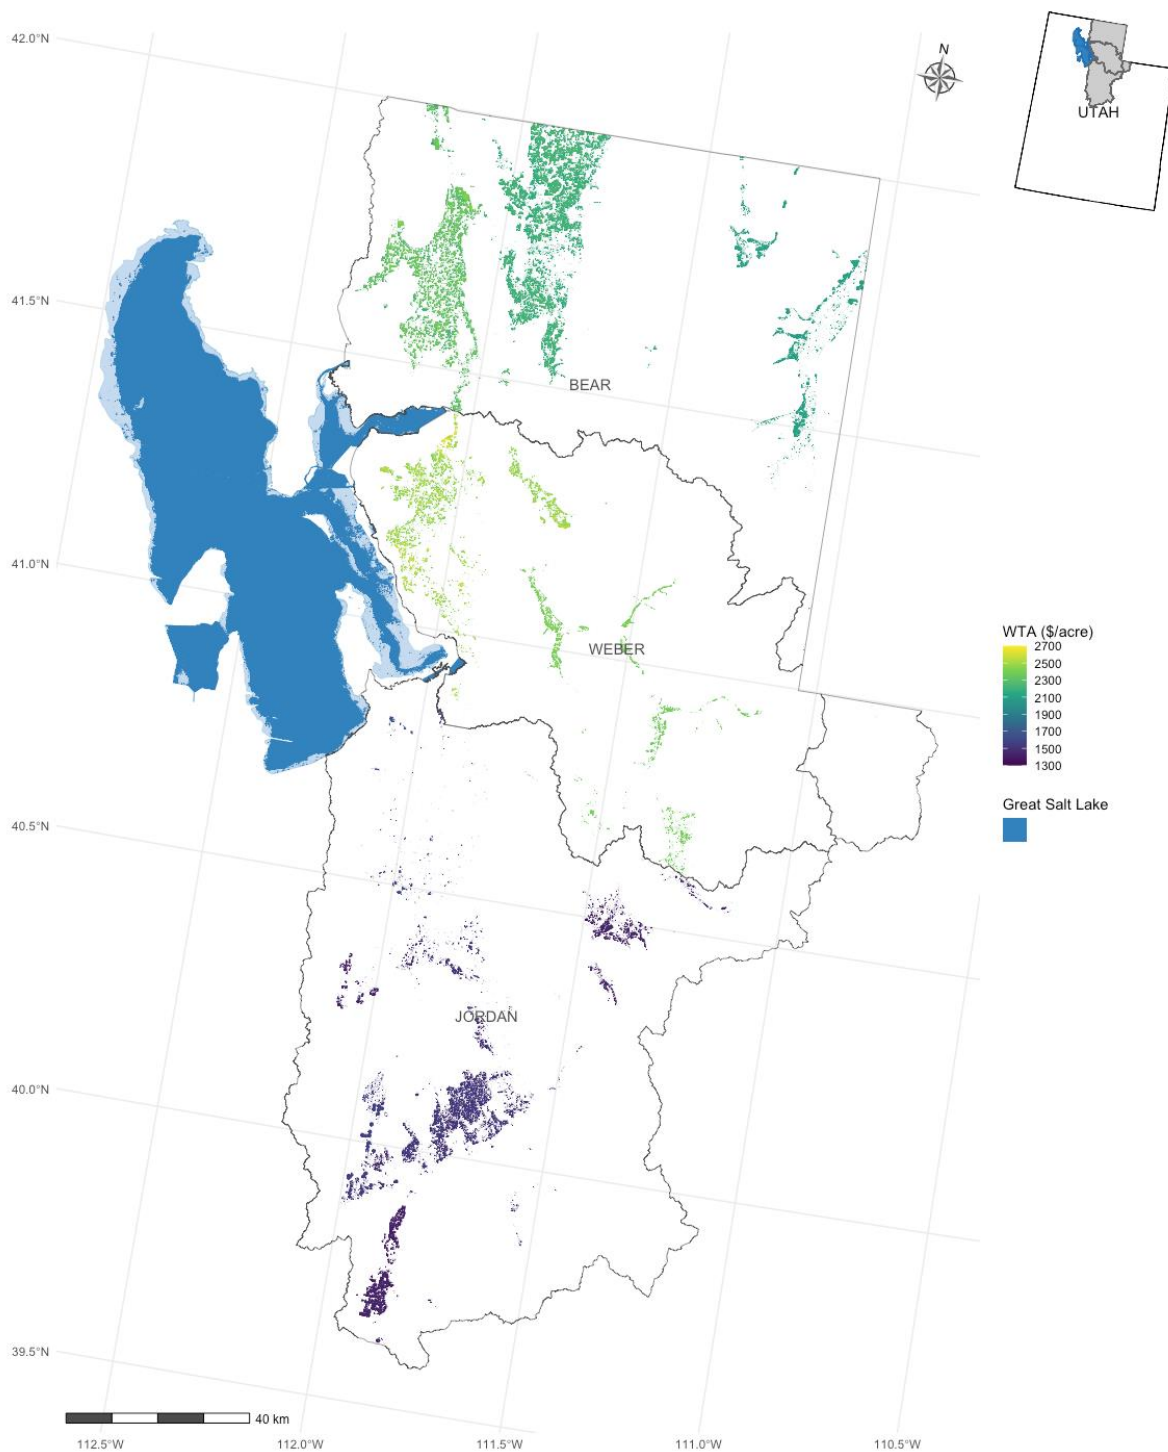 42.0°N
N
UTAH
41.5°N
BEAR
41.0°N
WTA ($/acre)
2700
2500
2300
2100
1900
1700
1500
1300
WEBER
Great Salt Lake
40.5°N
JORDAN
40.0°N
39.5°N
40 km
112.5°W
112.0°W
111.5°W
111.0°W
110.5°W